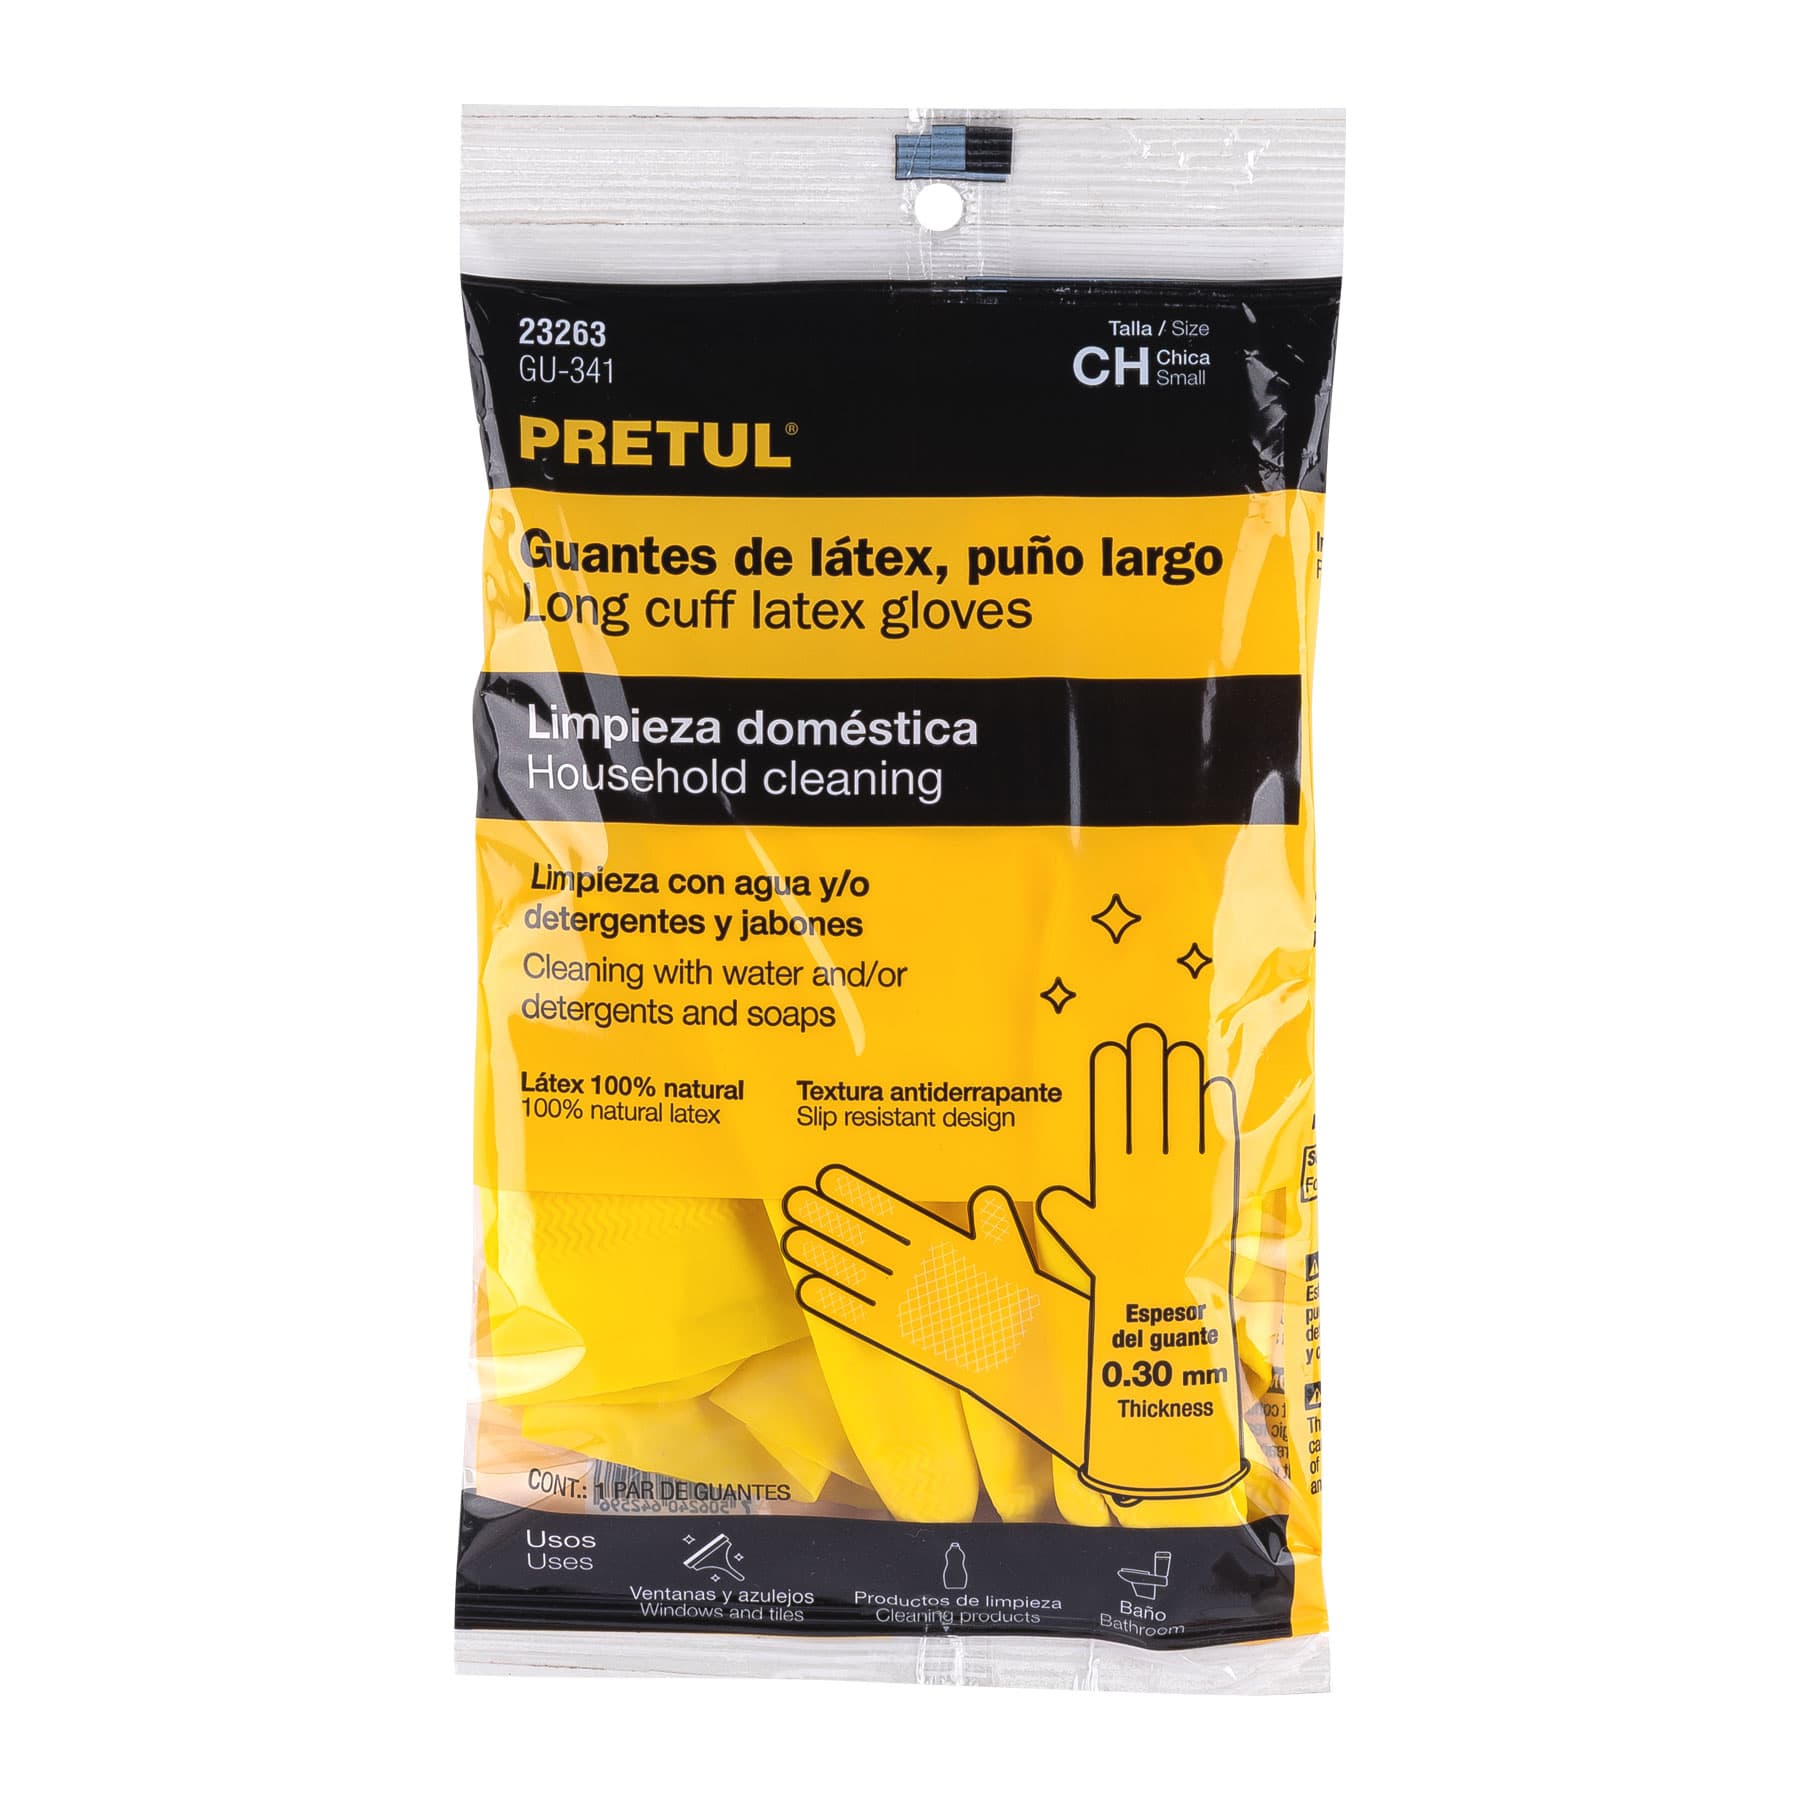 23263
GU-341
Talla / Size
CH Chica
Small
PRETUL®
Guantes de látex, puño largo
Long cuff latex gloves
Limpieza doméstica
Household cleaning
Limpieza con agua y/o
detergentes y jabones
Cleaning with water and/or
detergents and soaps
Látex 100% natural
100% natural latex
Textura antiderrapante
Slip resistant design
Espesor
del guante
0.30 mm
Thickness
CONT.: 1 PAR DE GUANTES
7 506240 642596
Usos
Uses
Ventanas y azulejos
Windows and tiles
Productos de limpieza
Cleaning products
Baño
Bathroom